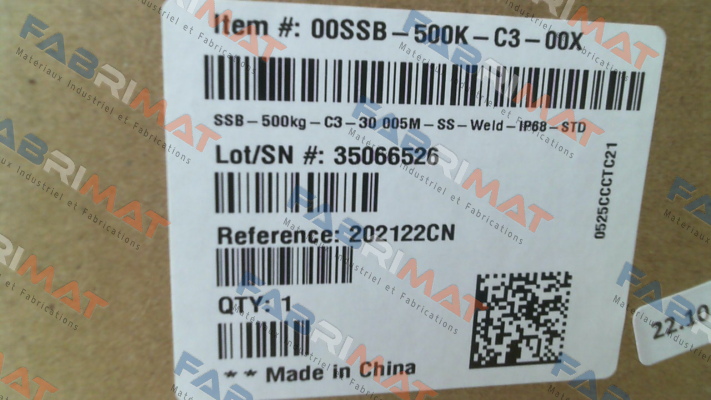 Item #: 00SSB-500K-C3-00X
SSB-500kg-C3-30 005M-SS-Weld-IP68-STD
Lot/SN #: 35066526
Reference: 202122CN
QTY: 1
** Made in China
0525CCCTC21
22.10
FABRIMAT
Materiaux Industriel et Fabrications